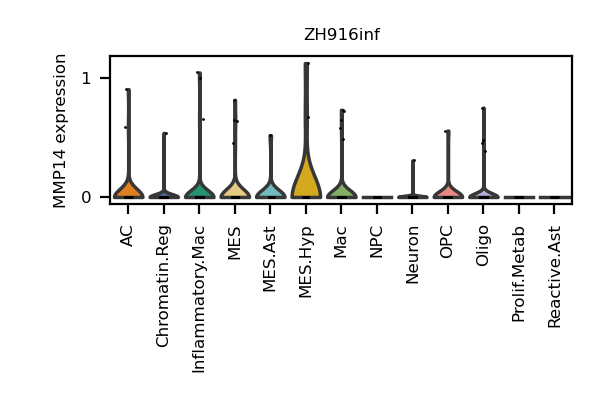 ZH916inf
MMP14 expression
1
0
AC
Chromatin.Reg
Inflammatory.Mac
MES
MES.Ast
MES.Hyp
Mac
NPC
Neuron
OPC
Oligo
Prolif.Metab
Reactive.Ast